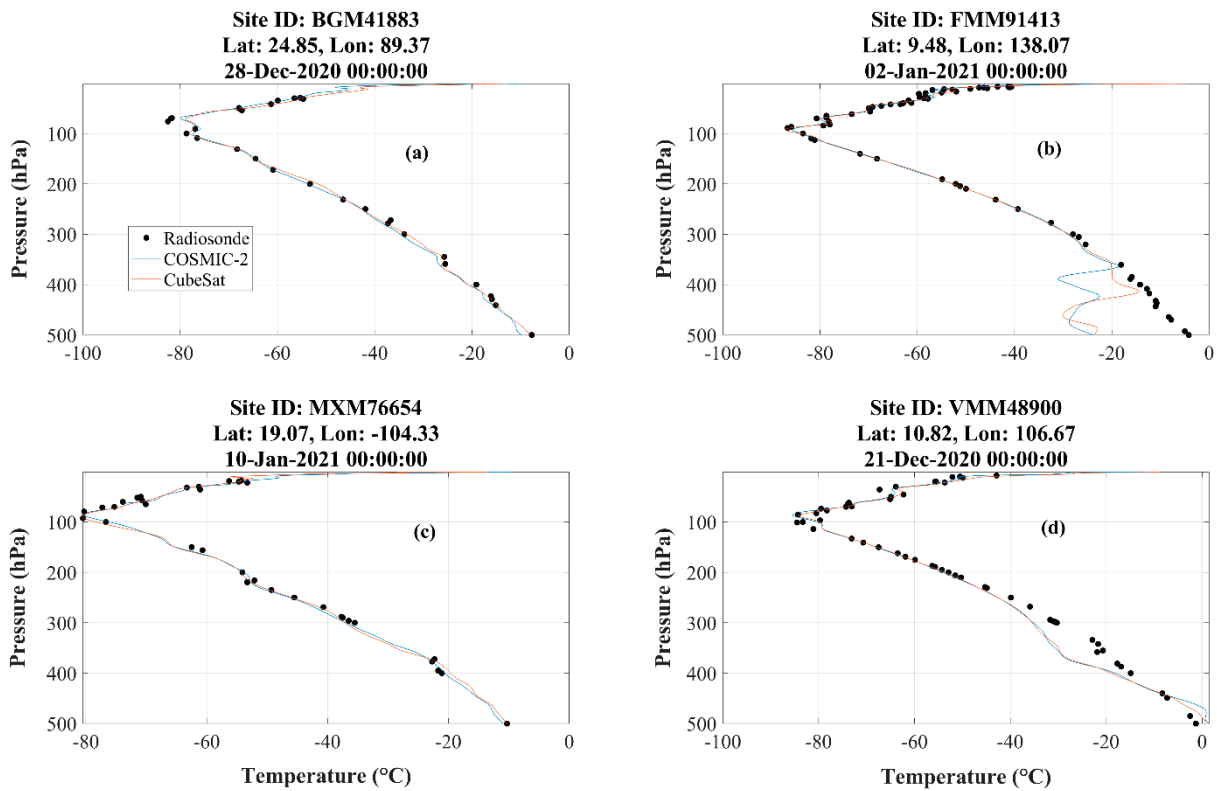 Site ID: BGM41883
Lat: 24.85, Lon: 89.37
28-Dec-2020 00:00:00
Pressure (hPa)
100
200
300
400
500
(a)
Radiosonde
COSMIC-2
CubeSat
-100 -80 -60 -40 -20 0
Site ID: FMM91413
Lat: 9.48, Lon: 138.07
02-Jan-2021 00:00:00
Pressure (hPa)
100
200
300
400
500
(b)
-100 -80 -60 -40 -20 0
Site ID: MXM76654
Lat: 19.07, Lon: -104.33
10-Jan-2021 00:00:00
Pressure (hPa)
100
200
300
400
500
(c)
-80 -60 -40 -20 0
Temperature (°C)
Site ID: VMM48900
Lat: 10.82, Lon: 106.67
21-Dec-2020 00:00:00
Pressure (hPa)
100
200
300
400
500
(d)
-100 -80 -60 -40 -20 0
Temperature (°C)